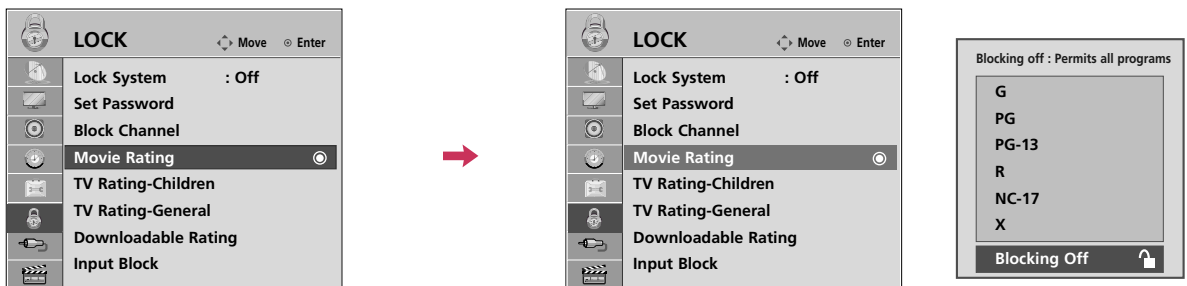 LOCK Move Enter
Lock System : Off
Set Password
Block Channel
Movie Rating
TV Rating-Children
TV Rating-General
Downloadable Rating
Input Block
LOCK Move Enter
Lock System : Off
Set Password
Block Channel
Movie Rating
TV Rating-Children
TV Rating-General
Downloadable Rating
Input Block
Blocking off : Permits all programs
G
PG
PG-13
R
NC-17
X
Blocking Off